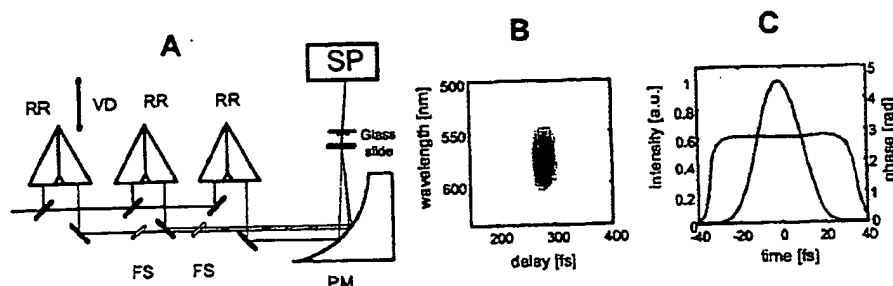 A
SP
RR
VD
RR
RR
Glass
slide
FS
FS
PM
B
wavelength [nm]
500
550
600
200
300
400
delay [fs]
C
intensity [a.u.]
1
0.8
0.6
0.4
0.2
0
5
4
3
2
1
0
phase [rad]
-40
-20
0
20
40
time [fs]